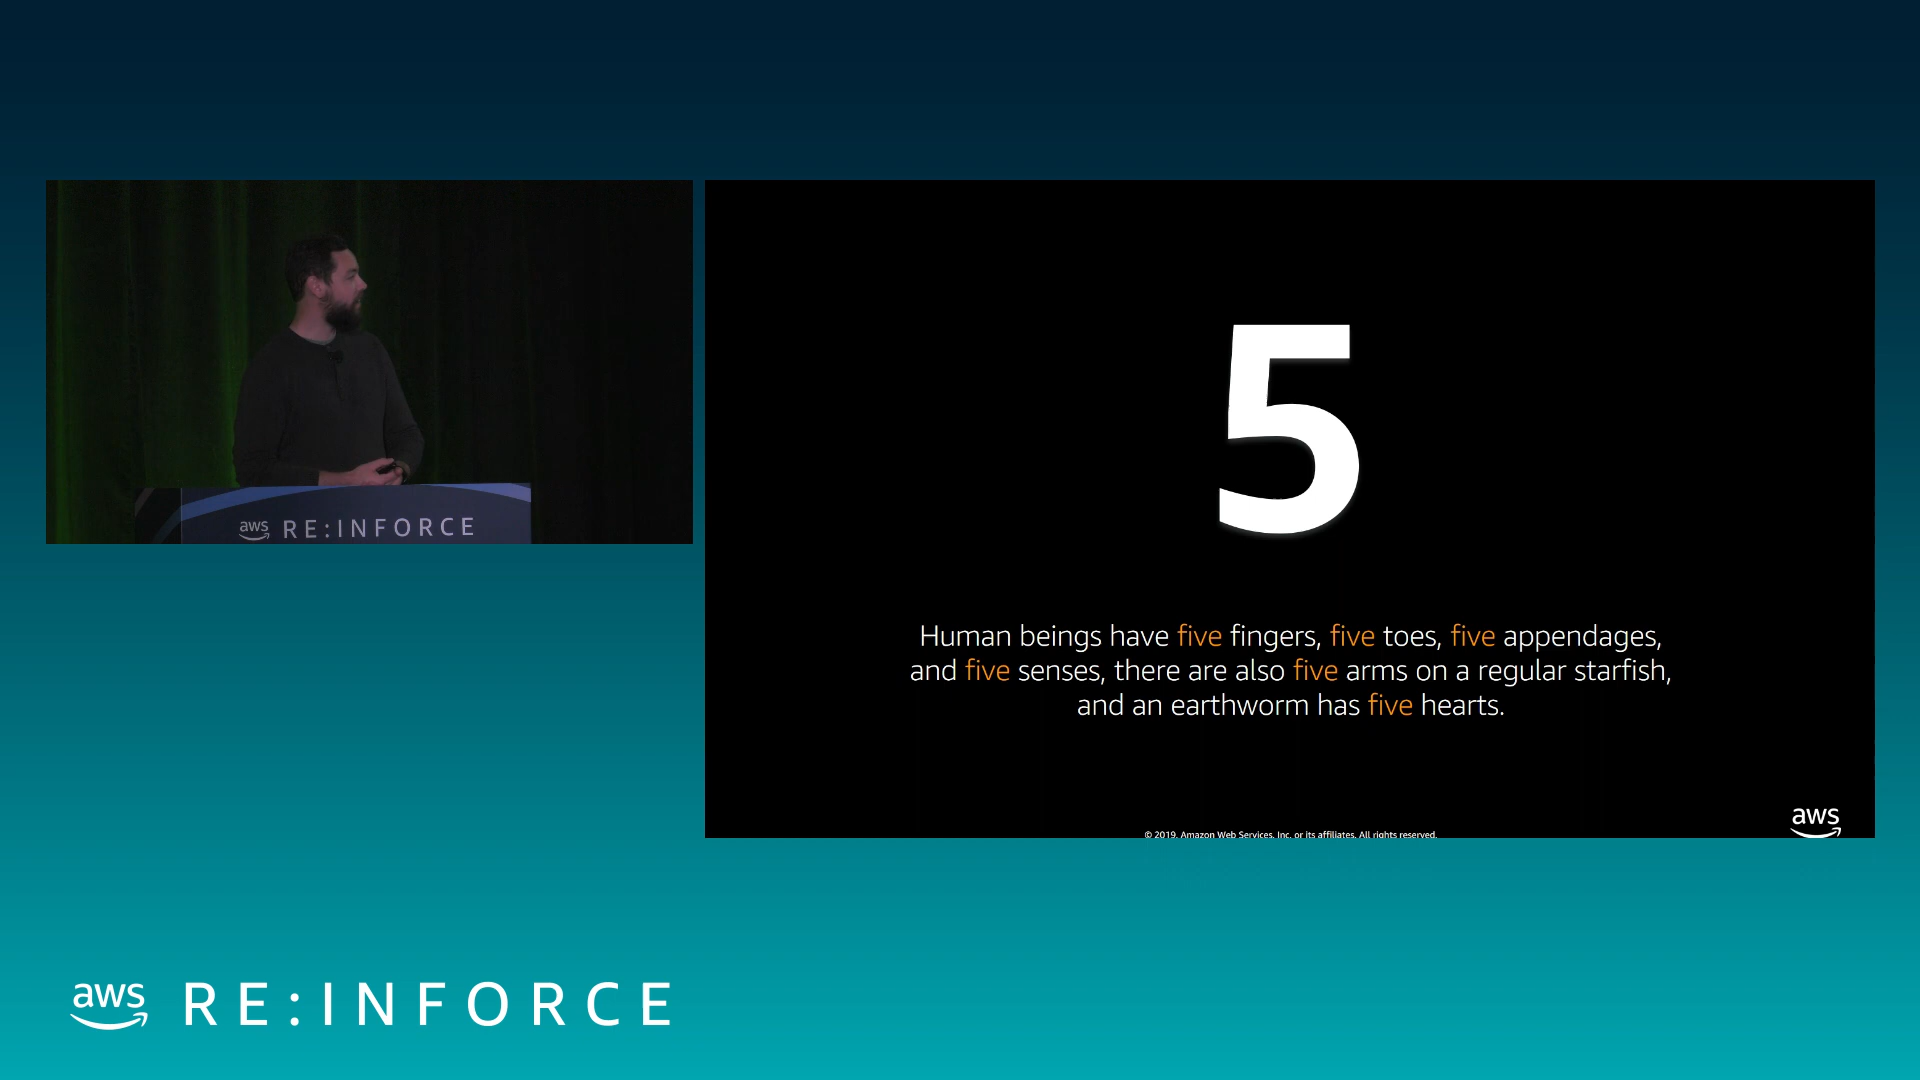 aws RE:INFORCE
5
Human beings have five fingers, five toes, five appendages,
and five senses, there are also five arms on a regular starfish,
and an earthworm has five hearts.
© 2019, Amazon Web Services, Inc. or its affiliates. All rights reserved.
aws
aws RE:INFORCE